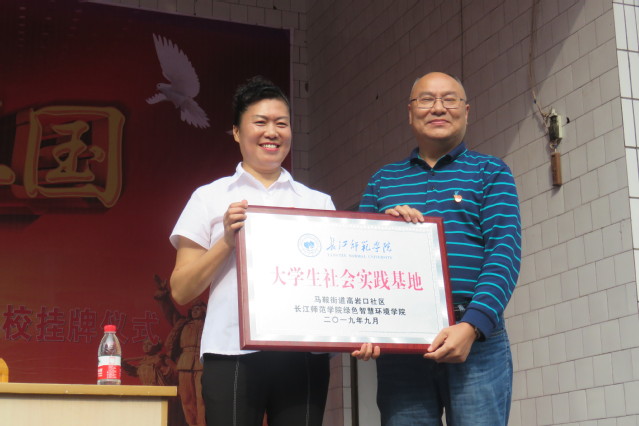 国
校挂牌仪式
长江师范学院
YANGTZE NORMAL UNIVERSITY
大学生社会实践基地
马鞍街道高岩口社区
长江师范学院绿色智慧环境学院
二〇一九年九月